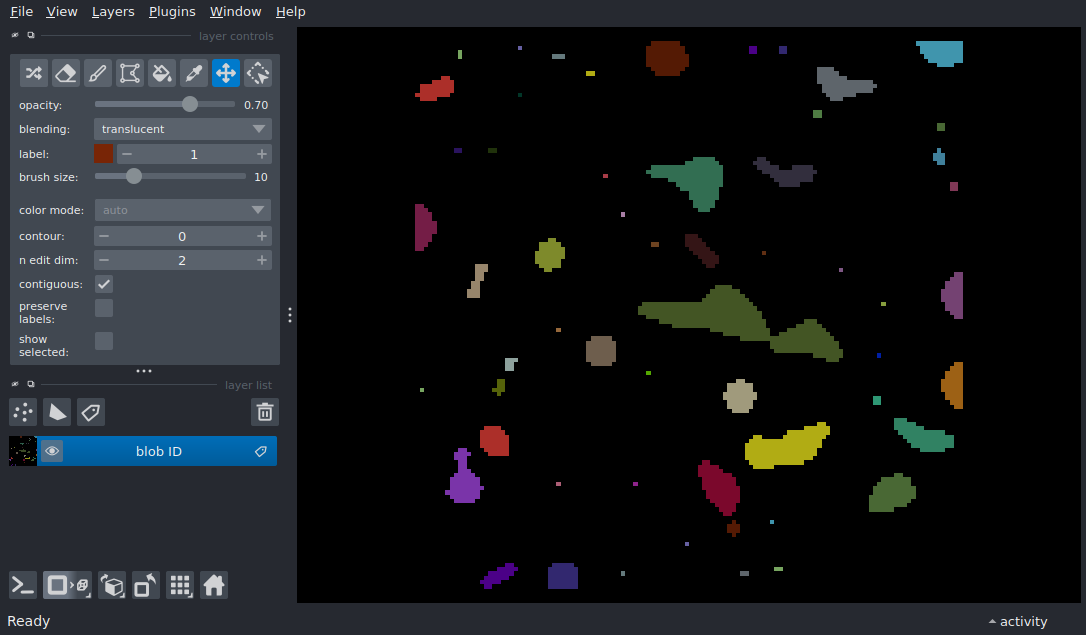 File View Layers Plugins Window Help
layer controls
opacity: 0.70
blending: translucent
label: 1
brush size: 10
color mode: auto
contour: 0
n edit dim: 2
contiguous:
preserve
labels:
show
selected:
layer list
blob ID
Ready
activity